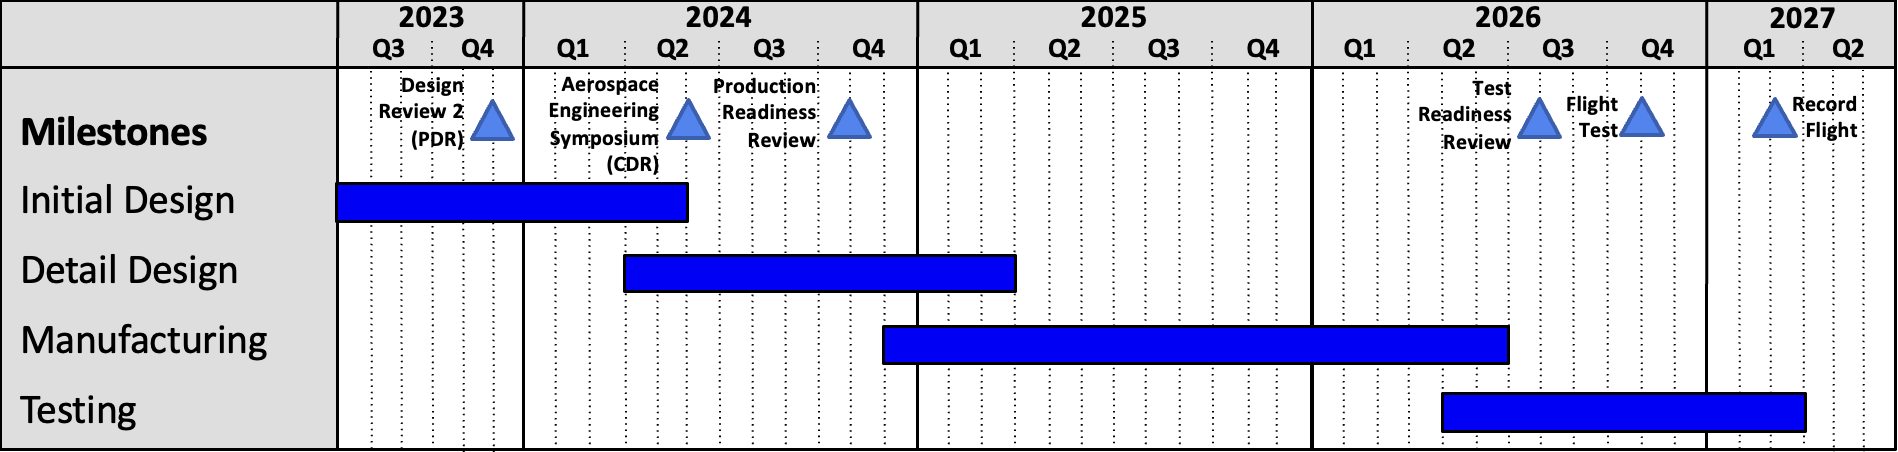 2023 2024 2025 2026 2027
Q3 Q4 Q1 Q2 Q3 Q4 Q1 Q2 Q3 Q4 Q1 Q2 Q3 Q4 Q1 Q2
Milestones
Design
Review 2
(PDR)
Aerospace
Engineering
Symposium
(CDR)
Production
Readiness
Review
Test
Readiness
Review
Flight
Test
Record
Flight
Initial Design
Detail Design
Manufacturing
Testing